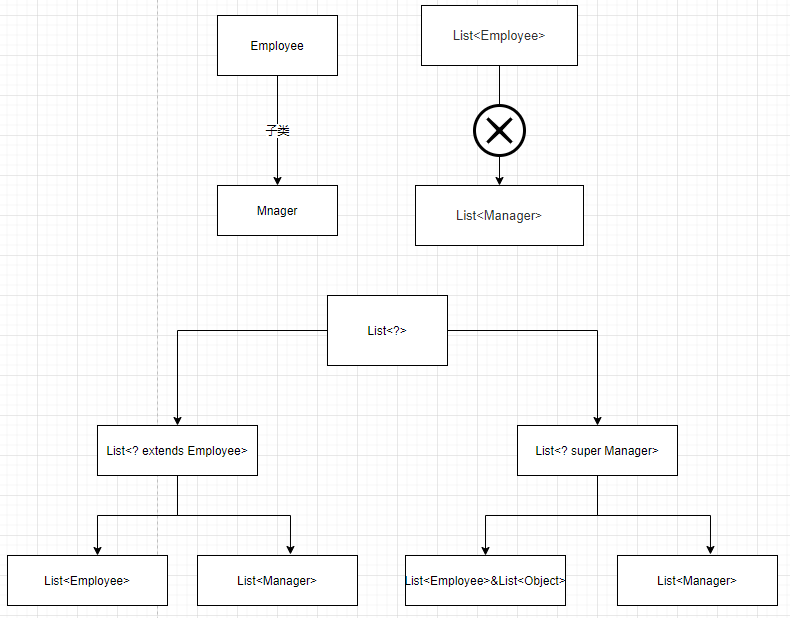 Employee
List<Employee>
子类
Mnager
List<Manager>
List<?>
List<? extends Employee>
List<? super Manager>
List<Employee>
List<Manager>
List<Employee>&List<Object>
List<Manager>